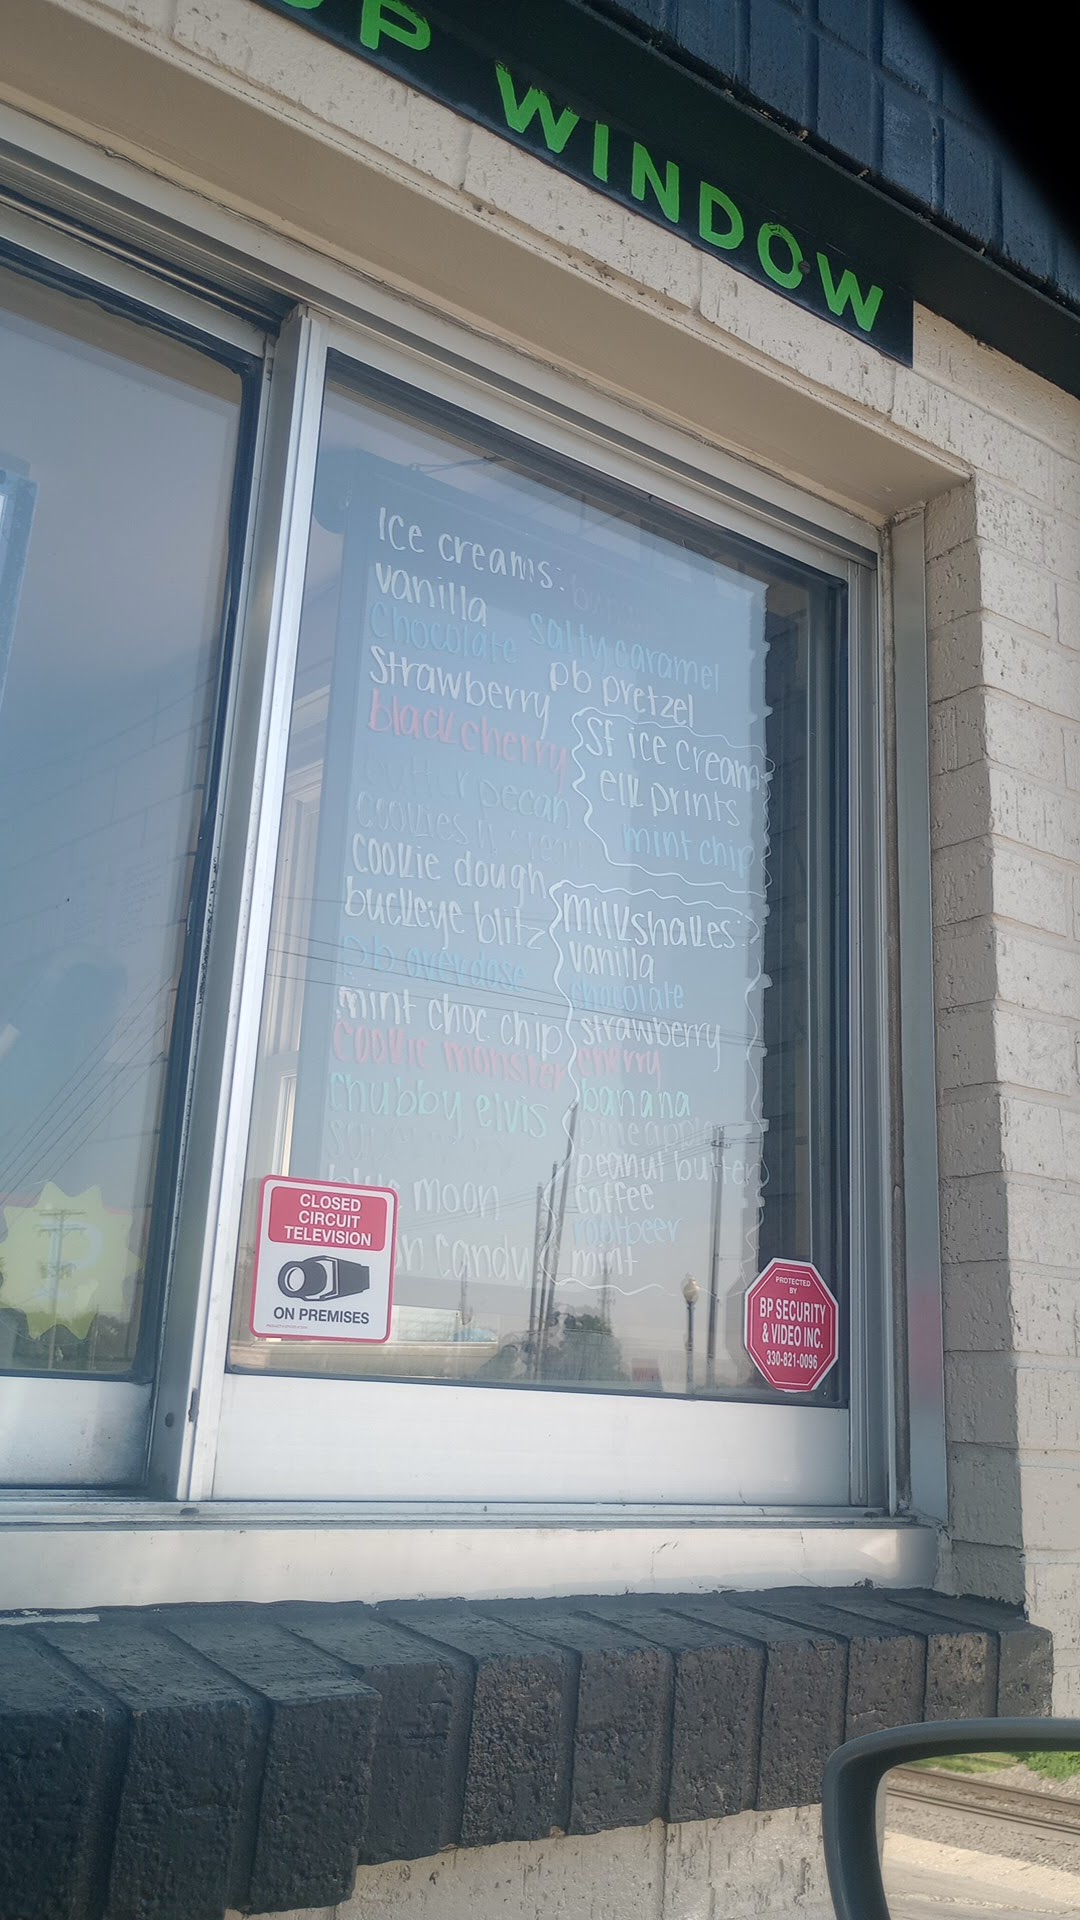 WINDOW
Ice creams:
vanilla
Chocolate
Strawberry
black cherry
butter pecan
cookies n cream
cookie dough
buckeye blitz
pb overdose
mint choc chip
cookie monster
chubby elvis
blue moon
candy
salty caramel
pb pretzel
SF ice cream
elk prints
mint chip
Milkshakes:
vanilla
chocolate
strawberry
cherry
banana
pineapple
peanut butter
coffee
rootbeer
mint
CLOSED
CIRCUIT
TELEVISION
ON PREMISES
PROTECTED
BY
BP SECURITY
& VIDEO INC.
330-821-0096